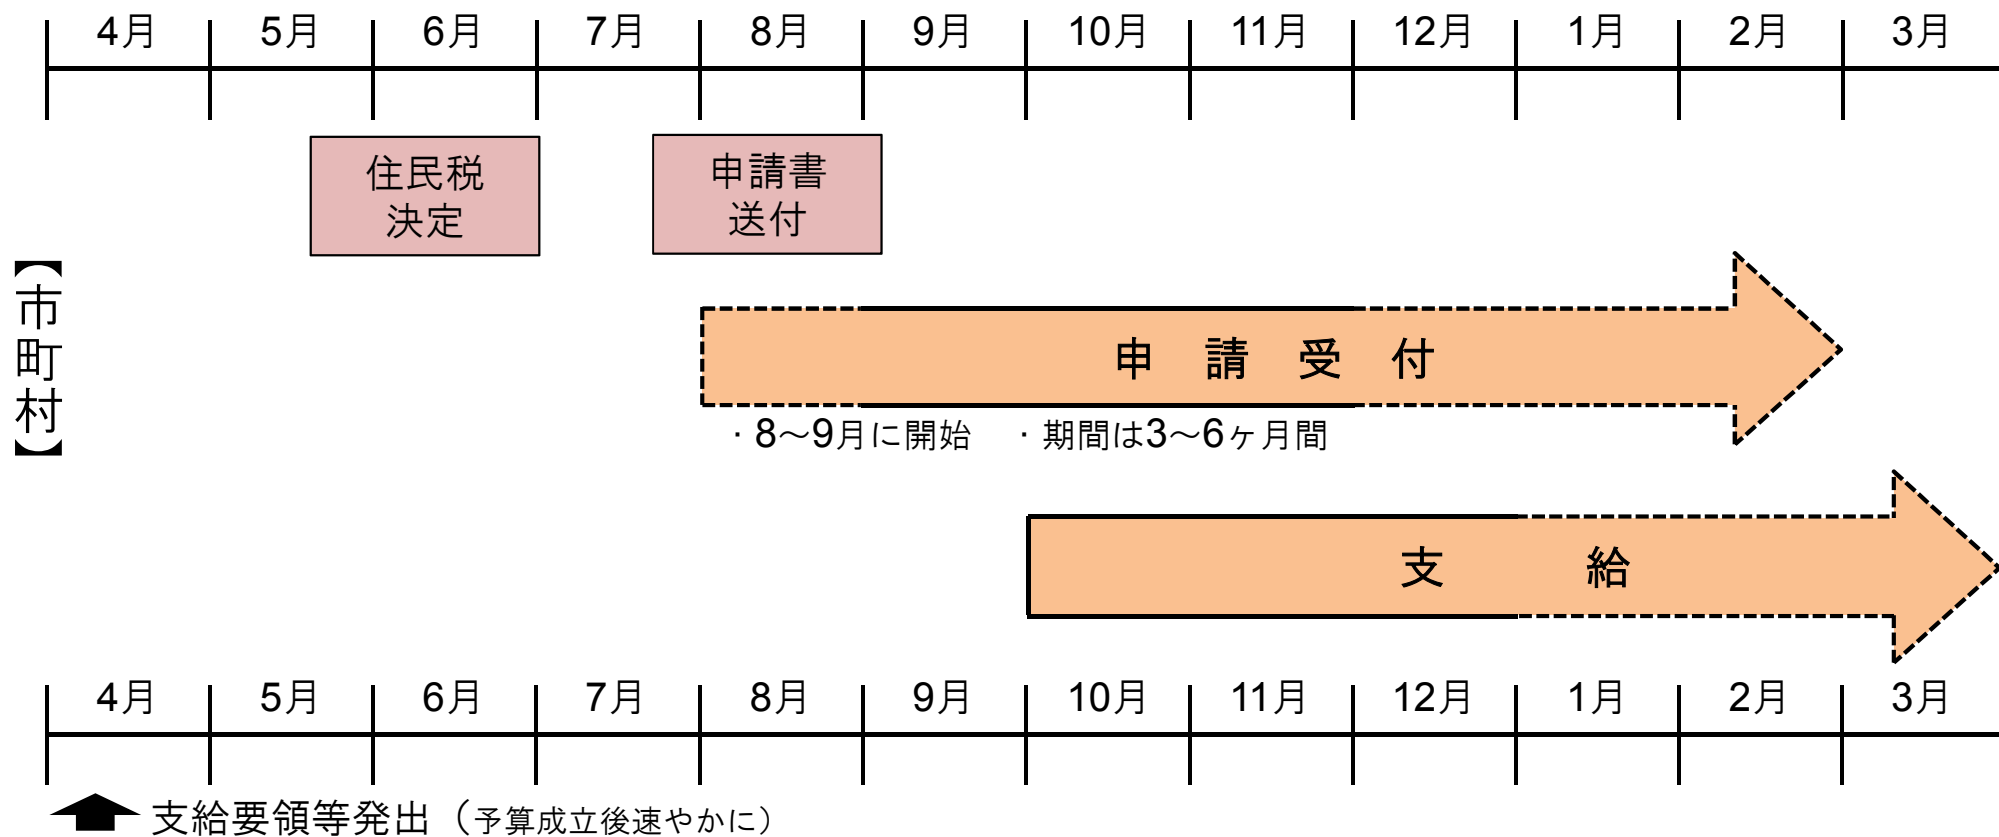 4月 5月 6月 7月 8月 9月 10月 11月 12月 1月 2月 3月
住民税
決定
申請書
送付
【市町村】
申 請 受 付
・8～9月に開始 ・期間は3～6ヶ月間
支 給
4月 5月 6月 7月 8月 9月 10月 11月 12月 1月 2月 3月
支給要領等発出（予算成立後速やかに）